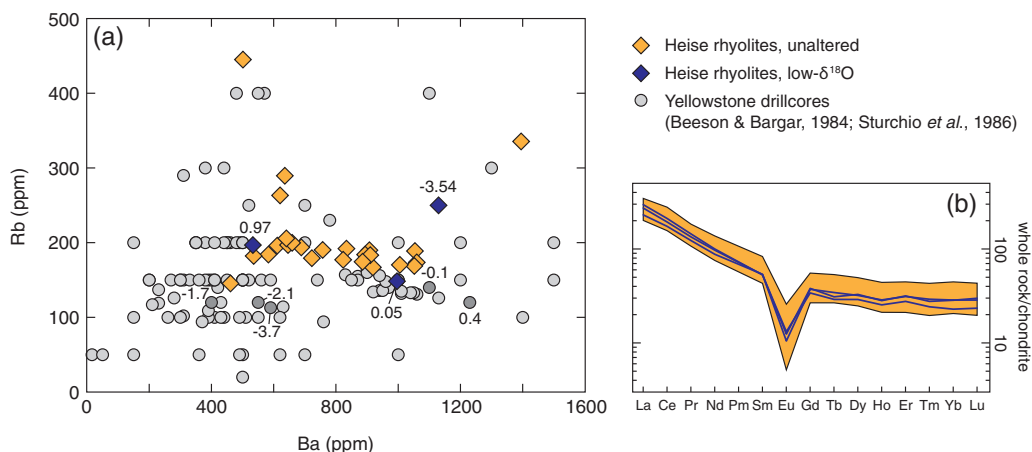 (a)
500
400
300
200
100
0
Rb (ppm)
0
400
800
1200
1600
Ba (ppm)
0.97
-3.54
-1.7
-2.1
-3.7
-0.1
0.05
0.4
Heise rhyolites, unaltered
Heise rhyolites, low-δ¹⁸O
Yellowstone drillcores
(Beeson & Bargar, 1984; Sturchio et al., 1986)
(b)
100
10
whole rock/chondrite
La Ce Pr Nd Pm Sm Eu Gd Tb Dy Ho Er Tm Yb Lu